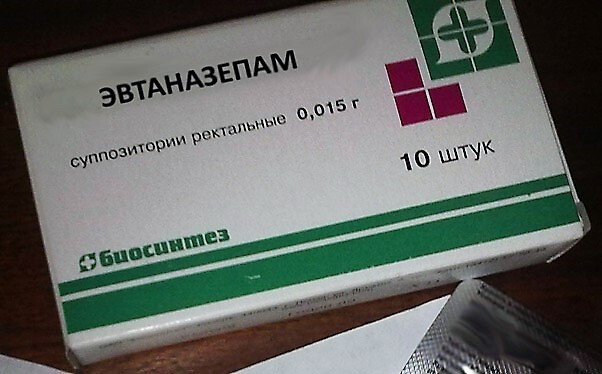 ЭВТАНАЗЕПАМ
суппозитории ректальные 0,015 г
10 штук
биосинтез